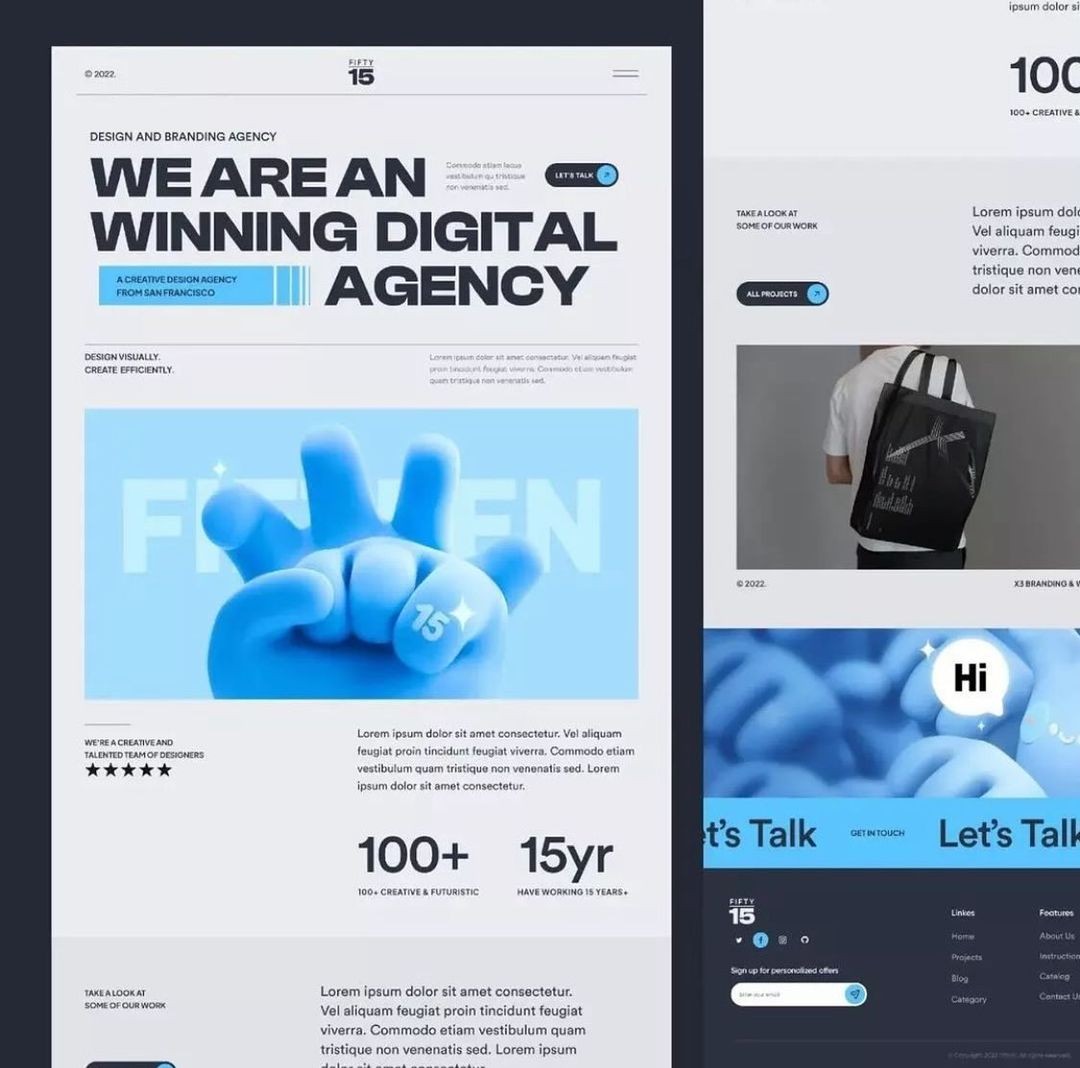 © 2022.
FIFTY
15
DESIGN AND BRANDING AGENCY
WE ARE AN
Commodo etiam lacus
vestibulum qu tristique
non venenatis sed.
LET'S TALK
WINNING DIGITAL
A CREATIVE DESIGN AGENCY
FROM SAN FRANCISCO
AGENCY
DESIGN VISUALLY.
CREATE EFFICIENTLY.
Lorem ipsum dolor sit amet consectetur. Vel aliquam feugiat
proin tincidunt feugiat viverra. Commodo etiam vestibulum
quam tristique non venenatis sed.
15
WE'RE A CREATIVE AND
TALENTED TEAM OF DESIGNERS
Lorem ipsum dolor sit amet consectetur. Vel aliquam
feugiat proin tincidunt feugiat viverra. Commodo etiam
vestibulum quam tristique non venenatis sed. Lorem
ipsum dolor sit amet consectetur.
100+
100+ CREATIVE & FUTURISTIC
15yr
HAVE WORKING 15 YEARS+
TAKE A LOOK AT
SOME OF OUR WORK
Lorem ipsum dolor sit amet consectetur.
Vel aliquam feugiat proin tincidunt feugiat
viverra. Commodo etiam vestibulum quam
tristique non venenatis sed. Lorem ipsum
ipsum dolor si
100
100+ CREATIVE &
TAKE A LOOK AT
SOME OF OUR WORK
ALL PROJECTS
Lorem ipsum dolo
Vel aliquam feugi
viverra. Commod
tristique non vene
dolor sit amet co
© 2022.
X3 BRANDING &
Hi
t's Talk
GET IN TOUCH
Let's Talk
FIFTY
15
Sign up for personalized offers
Enter your email
Linkes
Home
Projects
Blog
Category
Features
About Us
Instruction
Catalog
Contact Us